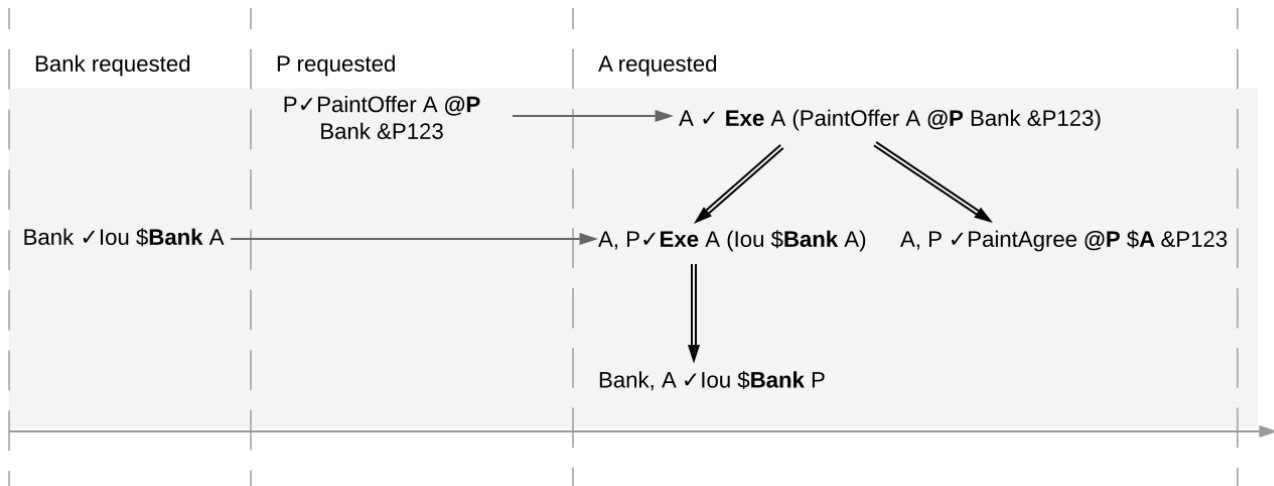 Bank requested
P requested
A requested
P✓PaintOffer A @P
Bank &P123
A ✓ Exe A (PaintOffer A @P Bank &P123)
Bank ✓Iou $Bank A
A, P✓Exe A (Iou $Bank A)
A, P ✓PaintAgree @P $A &P123
Bank, A ✓Iou $Bank P